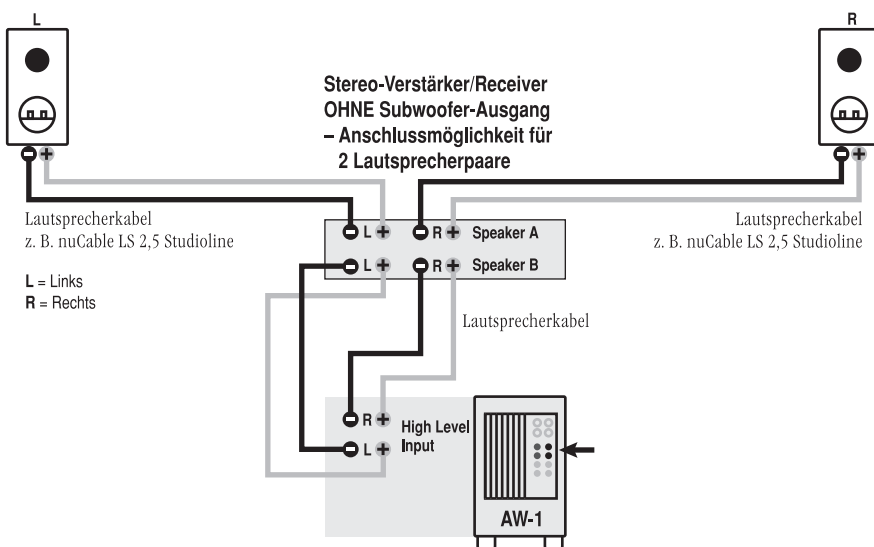 L
R
Stereo-Verstärker/Receiver
OHNE Subwoofer-Ausgang
– Anschlussmöglichkeit für
2 Lautsprecherpaare
Lautsprecherkabel
z. B. nuCable LS 2,5 Studioline
Lautsprecherkabel
z. B. nuCable LS 2,5 Studioline
L = Links
R = Rechts
– L + – R + Speaker A
– L + – R + Speaker B
Lautsprecherkabel
– R + High Level
– L + Input
AW-1